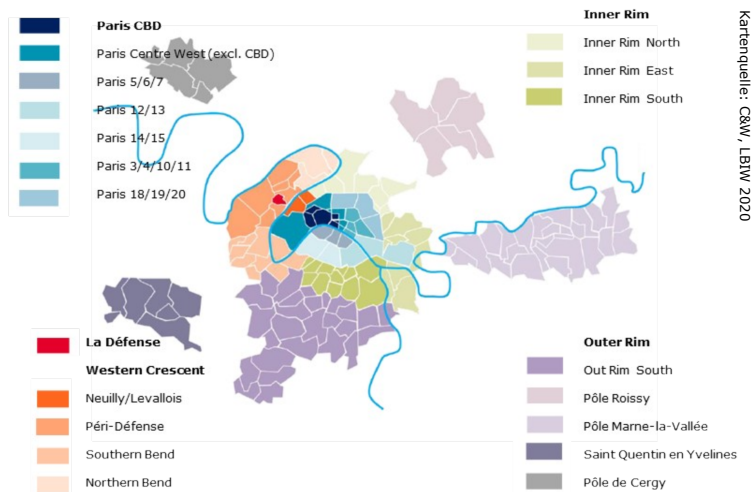 Paris CBD
Paris Centre West (excl. CBD)
Paris 5/6/7
Paris 12/13
Paris 14/15
Paris 3/4/10/11
Paris 18/19/20
Inner Rim
Inner Rim North
Inner Rim East
Inner Rim South
Kartenquelle: C&W, LBIW 2020
La Défense
Western Crescent
Neuilly/Levallois
Péri-Défense
Southern Bend
Northern Bend
Outer Rim
Out Rim South
Pôle Roissy
Pôle Marne-la-Vallée
Saint Quentin en Yvelines
Pôle de Cergy